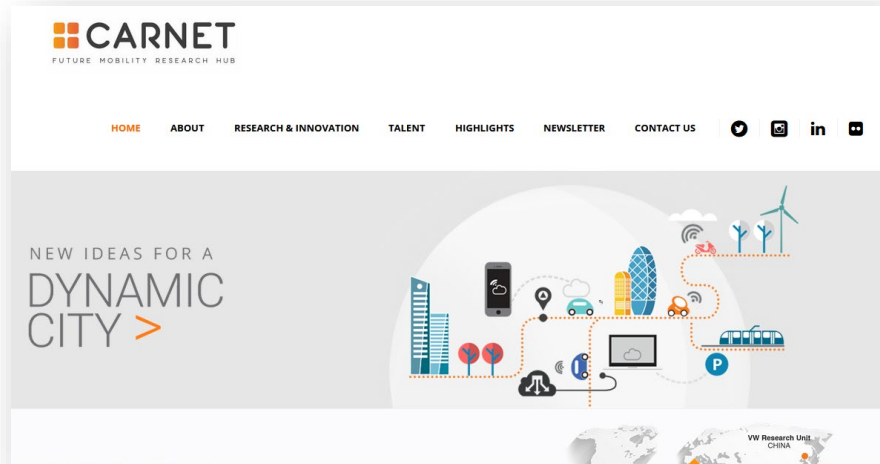 CARNET
FUTURE MOBILITY RESEARCH HUB
HOME ABOUT RESEARCH & INNOVATION TALENT HIGHLIGHTS NEWSLETTER CONTACT US in
NEW IDEAS FOR A
DYNAMIC
CITY >
P
VW Research Unit
CHINA